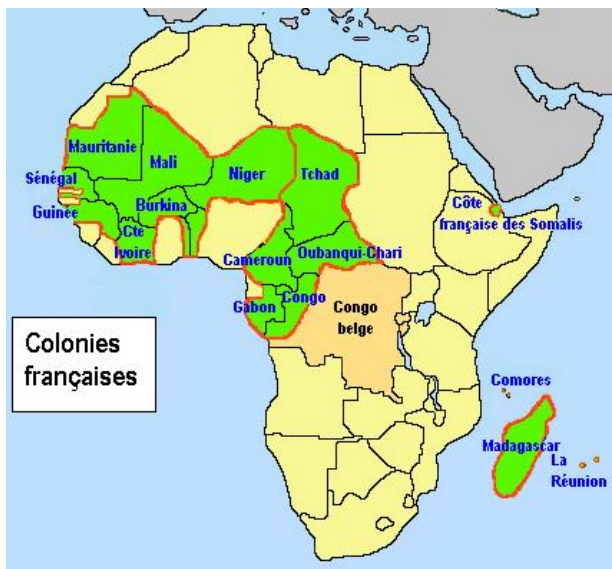 Mauritanie
Mali
Niger
Tchad
Sénégal
Guinée
Burkina
Cte
Ivoire
Côte
française des Somalis
Cameroun
Oubanqui-Chari
Gabon
Congo
Congo
belge
Colonies
françaises
Comores
Madagascar
La
Réunion